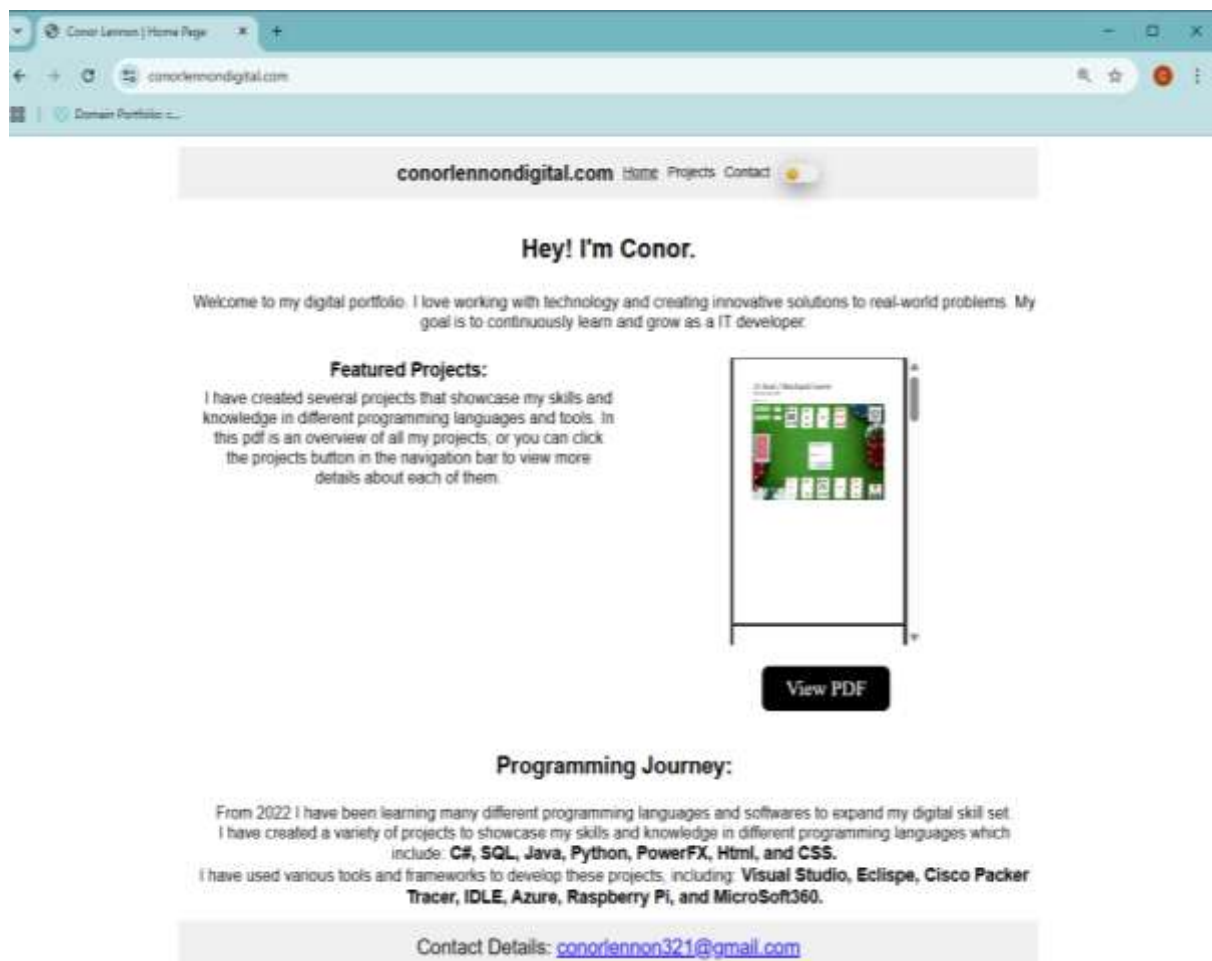 Conor Lennon | Home Page
conorlennondigital.com
Domain Portfolio: c...
conorlennondigital.com Home Projects Contact
Hey! I'm Conor.
Welcome to my digital portfolio. I love working with technology and creating innovative solutions to real-world problems. My
goal is to continuously learn and grow as a IT developer.
Featured Projects:
I have created several projects that showcase my skills and
knowledge in different programming languages and tools. In
this pdf is an overview of all my projects, or you can click
the projects button in the navigation bar to view more
details about each of them.
View PDF
Programming Journey:
From 2022 I have been learning many different programming languages and softwares to expand my digital skill set.
I have created a variety of projects to showcase my skills and knowledge in different programming languages which
include: C#, SQL, Java, Python, PowerFX, Html, and CSS.
I have used various tools and frameworks to develop these projects, including: Visual Studio, Eclispe, Cisco Packer
Tracer, IDLE, Azure, Raspberry Pi, and MicroSoft360.
Contact Details: conorlennon321@gmail.com